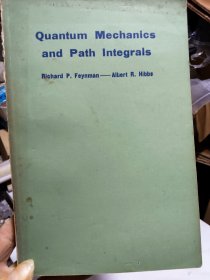 Quantum Mechanics
and Path Integrals
Richard P. Feynman — Albert R. Hibbs